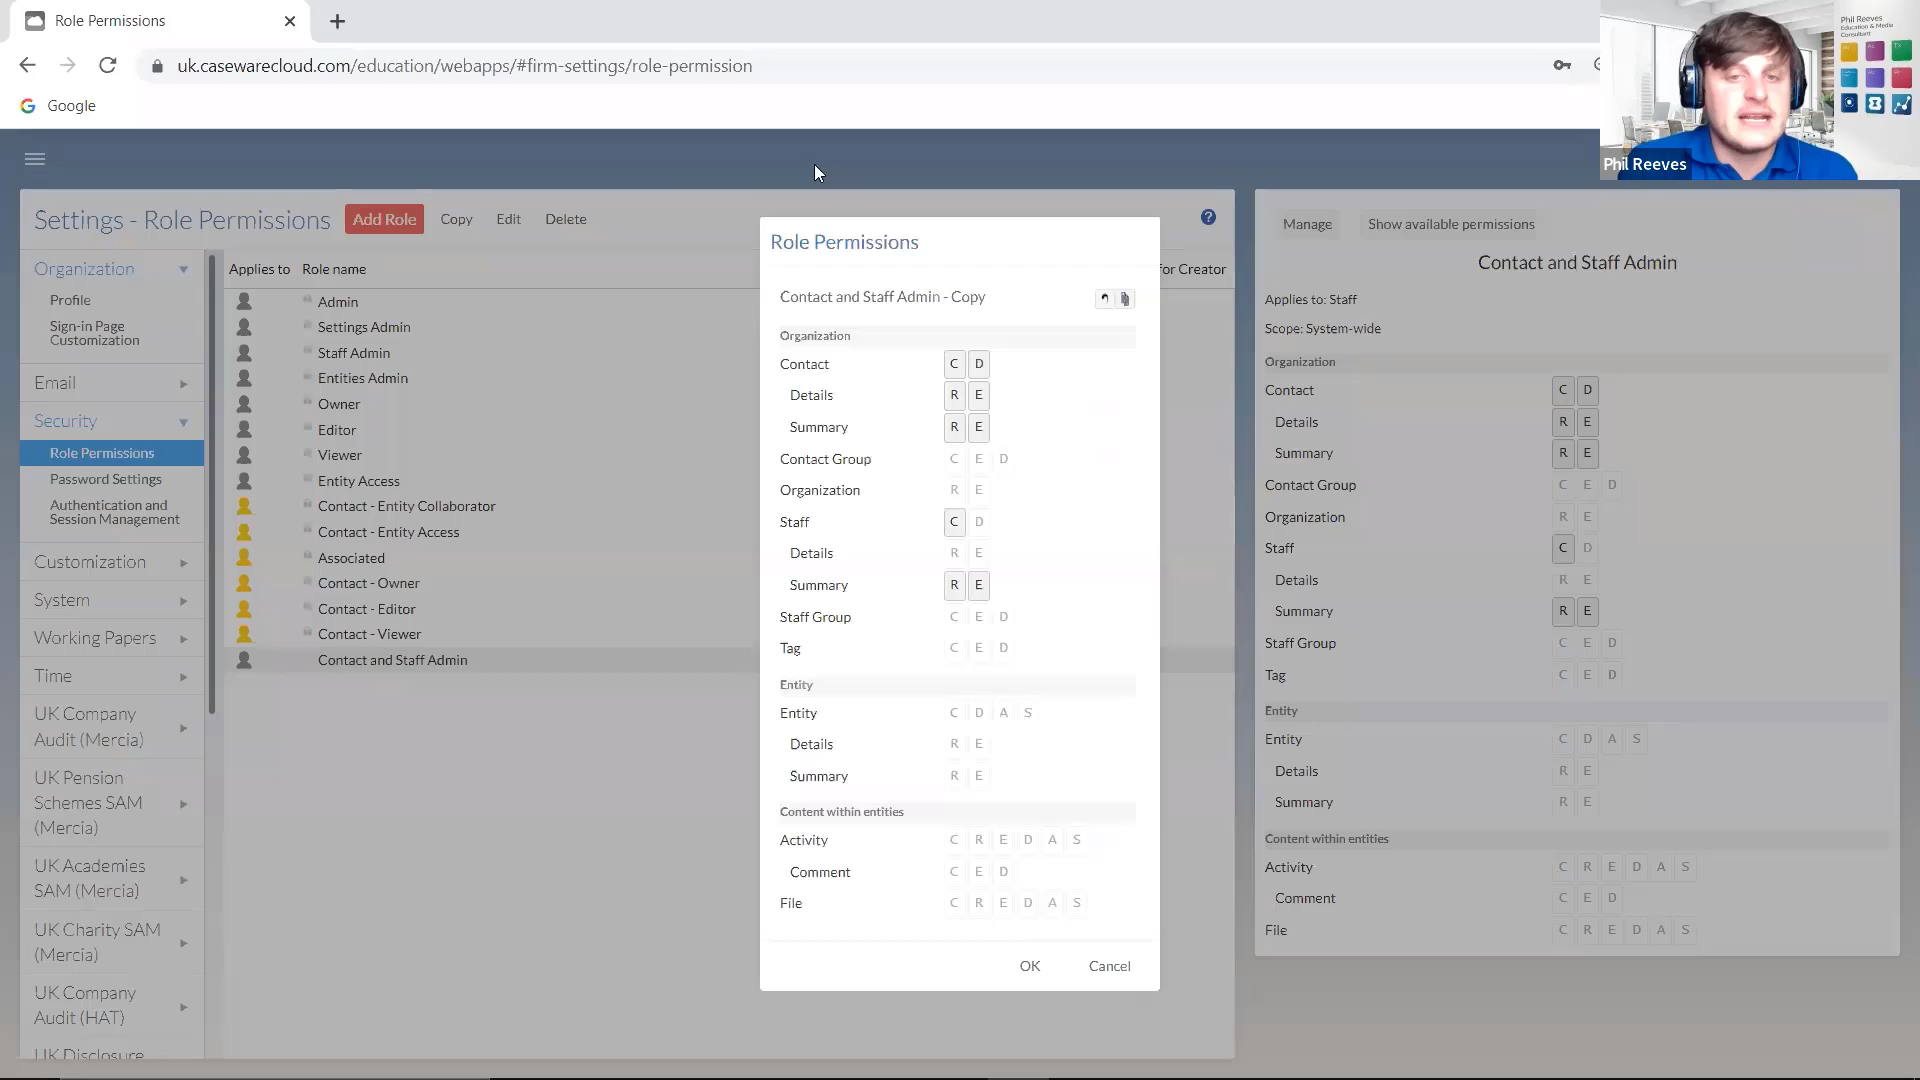 Role Permissions
uk.casewarecloud.com/education/webapps/#firm-settings/role-permission
Google
Phil Reeves
Education & Media
Consultant
Phil Reeves
Settings - Role Permissions
Add Role
Copy
Edit
Delete
Organization
Profile
Sign-in Page
Customization
Email
Security
Role Permissions
Password Settings
Authentication and
Session Management
Customization
System
Working Papers
Time
UK Company
Audit (Mercia)
UK Pension
Schemes SAM
(Mercia)
UK Academies
SAM (Mercia)
UK Charity SAM
(Mercia)
UK Company
Audit (HAT)
UK Disclosure
Applies to Role name
for Creator
Admin
Settings Admin
Staff Admin
Entities Admin
Owner
Editor
Viewer
Entity Access
Contact - Entity Collaborator
Contact - Entity Access
Associated
Contact - Owner
Contact - Editor
Contact - Viewer
Contact and Staff Admin
Role Permissions
Contact and Staff Admin - Copy
Organization
Contact C D
Details R E
Summary R E
Contact Group C E D
Organization R E
Staff C D
Details R E
Summary R E
Staff Group C E D
Tag C E D
Entity
Entity C D A S
Details R E
Summary R E
Content within entities
Activity C R E D A S
Comment C E D
File C R E D A S
OK Cancel
Manage
Show available permissions
Contact and Staff Admin
Applies to: Staff
Scope: System-wide
Organization
Contact C D
Details R E
Summary R E
Contact Group C E D
Organization R E
Staff C D
Details R E
Summary R E
Staff Group C E D
Tag C E D
Entity
Entity C D A S
Details R E
Summary R E
Content within entities
Activity C R E D A S
Comment C E D
File C R E D A S